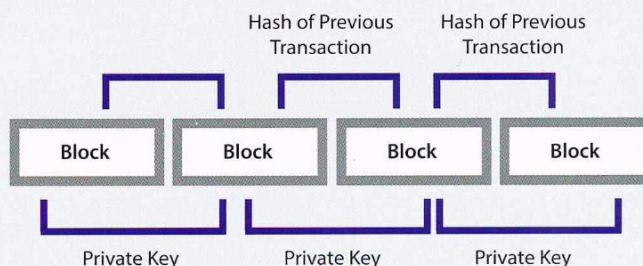 Hash of Previous Transaction
Hash of Previous Transaction
Block
Block
Block
Block
Private Key
Private Key
Private Key